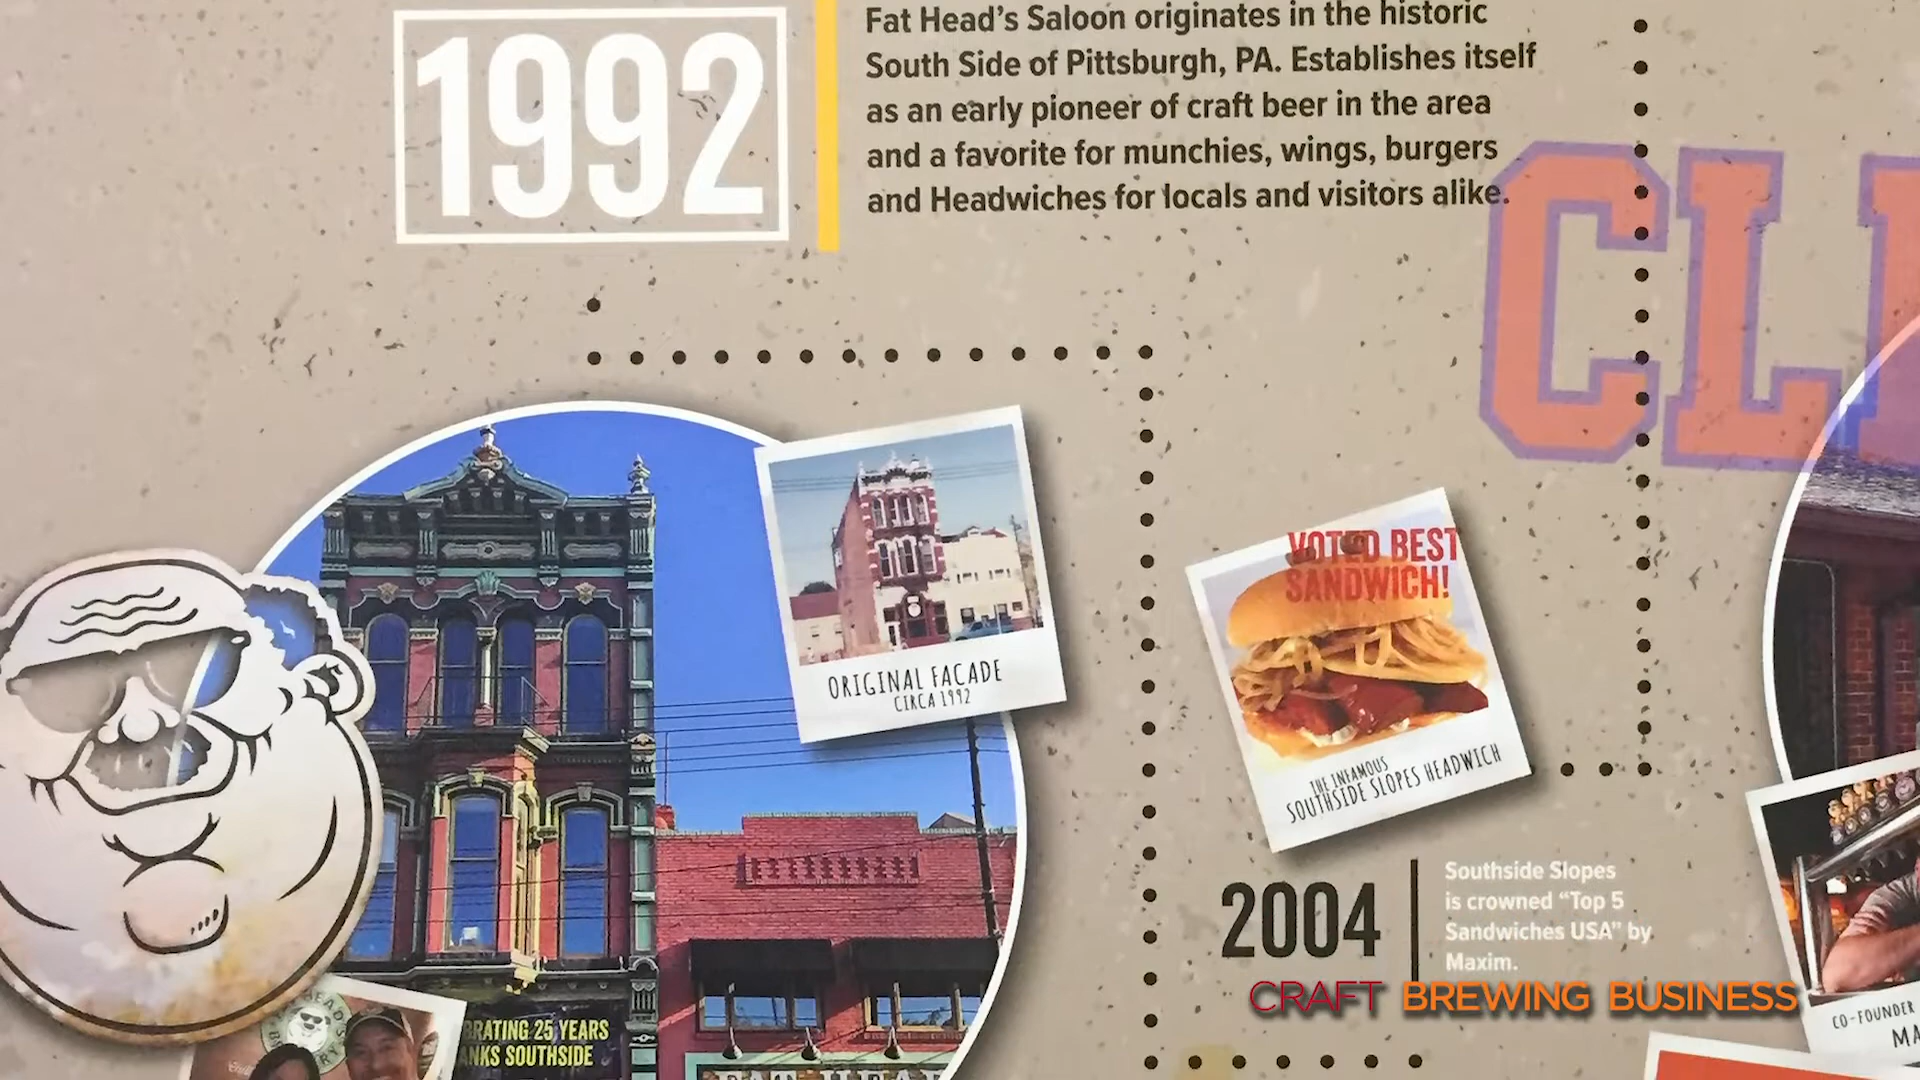 1992
Fat Head's Saloon originates in the historic
South Side of Pittsburgh, PA. Establishes itself
as an early pioneer of craft beer in the area
and a favorite for munchies, wings, burgers
and Headwiches for locals and visitors alike.
ORIGINAL FACADE
CIRCA 1992
VOTED BEST
SANDWICH!
THE INFAMOUS
SOUTHSIDE SLOPES HEADWICH
2004
Southside Slopes
is crowned “Top 5
Sandwiches USA” by
Maxim.
CRAFT BREWING BUSINESS
CO-FOUNDER
25 YEARS
SOUTHSIDE